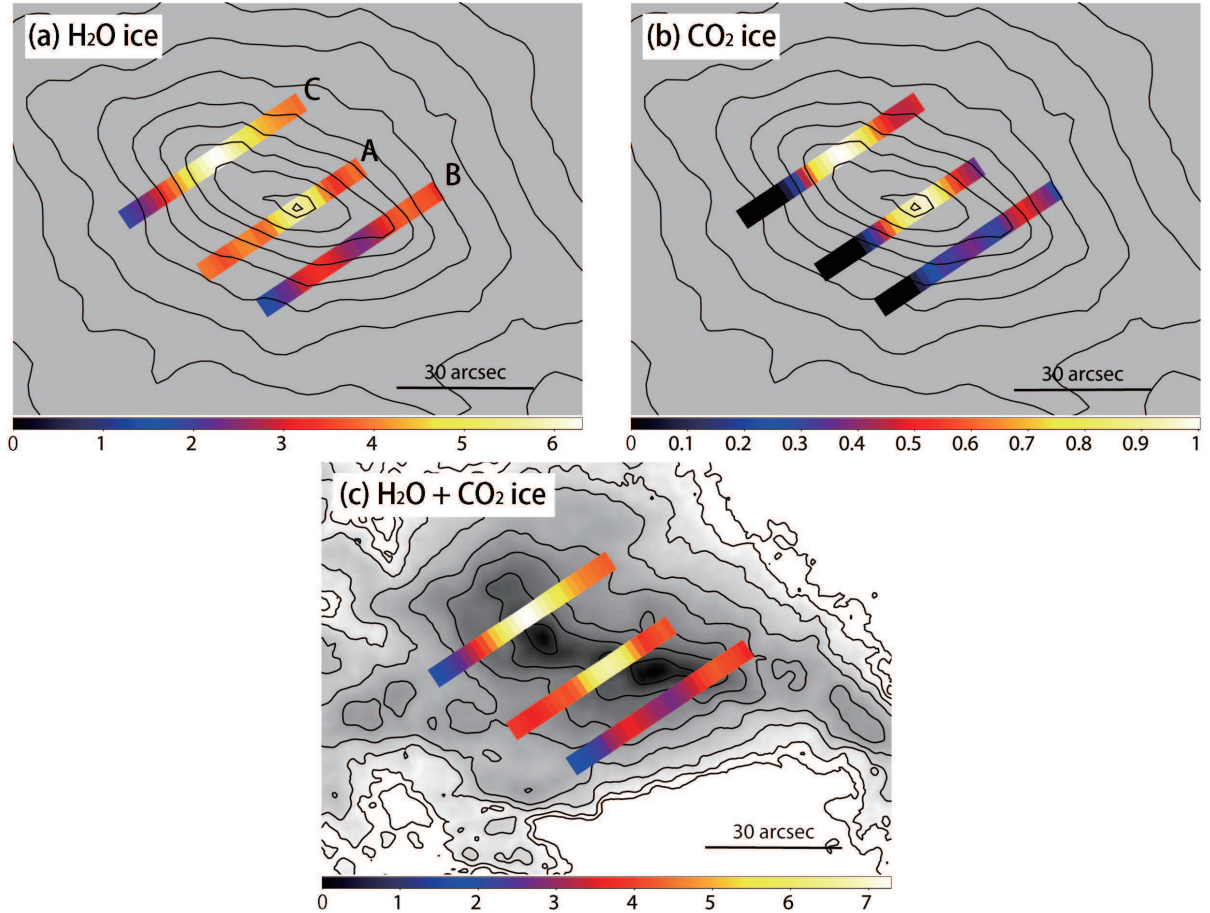 (a) H₂O ice
C
A
B
30 arcsec
0 1 2 3 4 5 6
(b) CO₂ ice
30 arcsec
0 0.1 0.2 0.3 0.4 0.5 0.6 0.7 0.8 0.9 1
(c) H₂O + CO₂ ice
30 arcsec
0 1 2 3 4 5 6 7